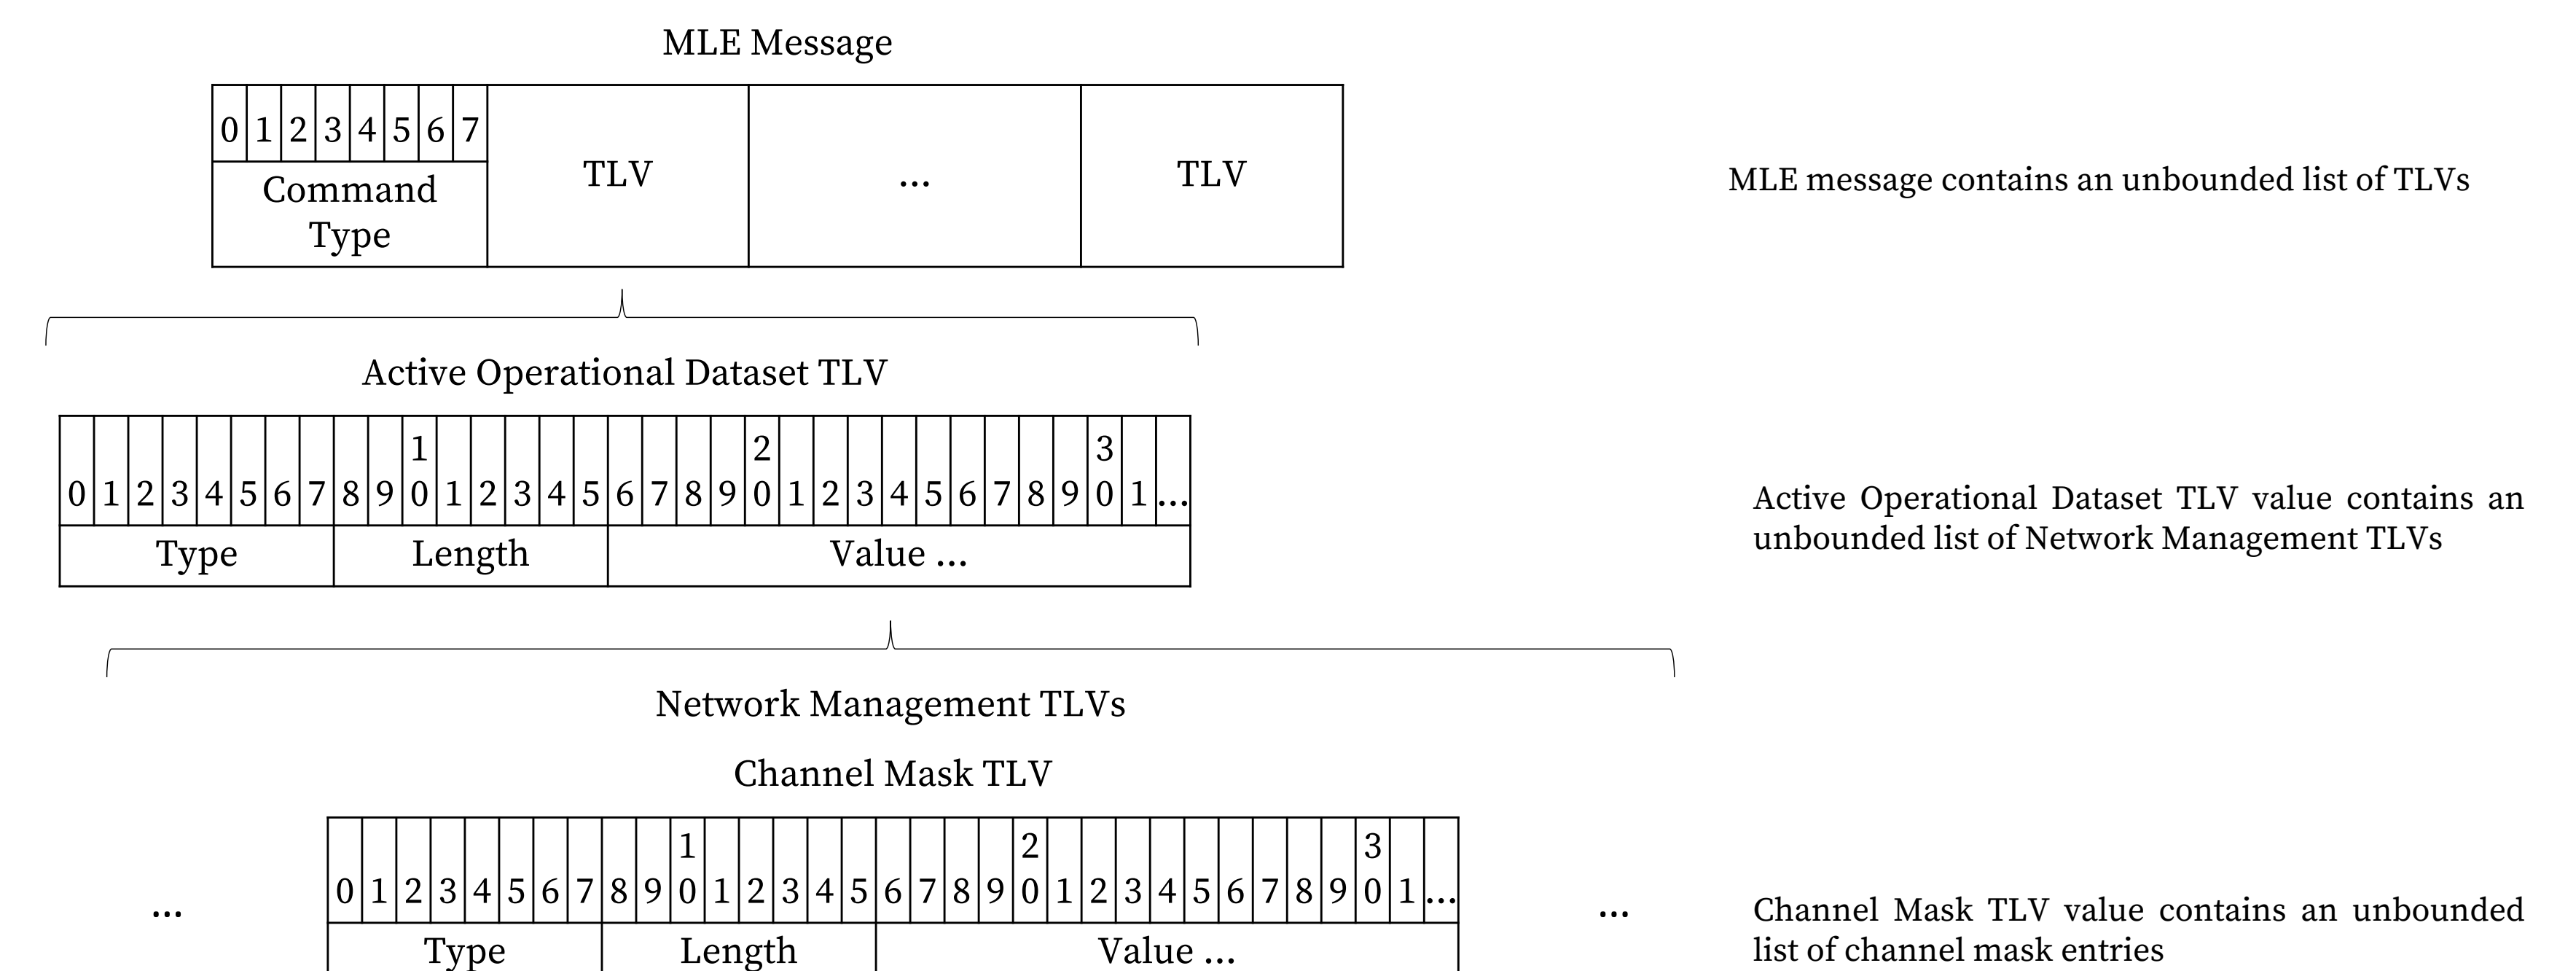 MLE Message
0 1 2 3 4 5 6 7
TLV
...
TLV
Command
Type
MLE message contains an unbounded list of TLVs
Active Operational Dataset TLV
1 2 3
0 1 2 3 4 5 6 7 8 9 0 1 2 3 4 5 6 7 8 9 0 1 2 3 4 5 6 7 8 9 0 1 ...
Type Length Value ...
Active Operational Dataset TLV value contains an
unbounded list of Network Management TLVs
Network Management TLVs
Channel Mask TLV
1 2 3
0 1 2 3 4 5 6 7 8 9 0 1 2 3 4 5 6 7 8 9 0 1 2 3 4 5 6 7 8 9 0 1 ...
...
...
Type Length Value ...
Channel Mask TLV value contains an unbounded
list of channel mask entries